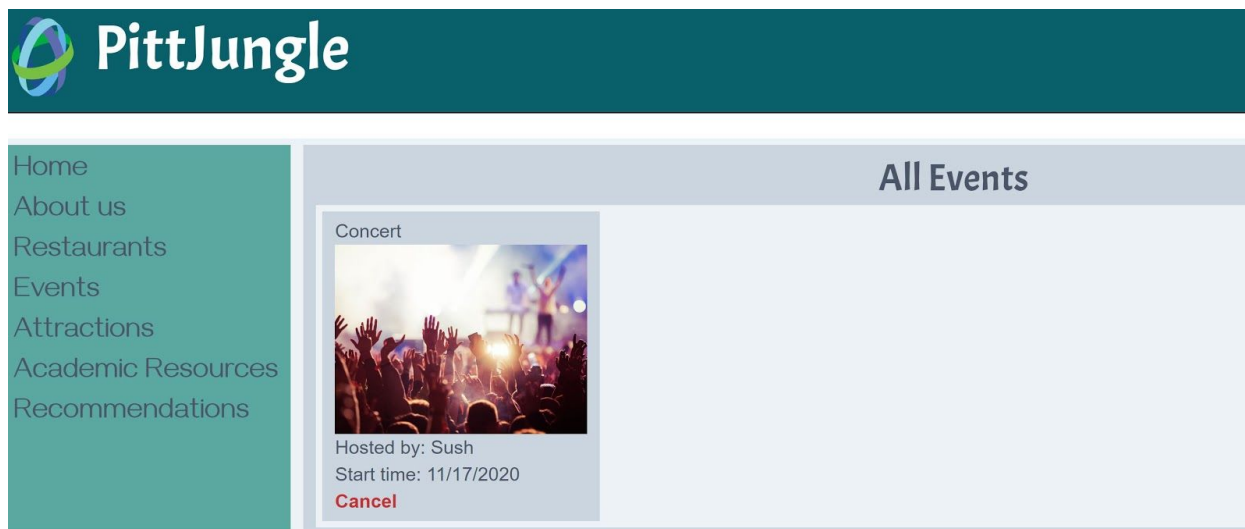 PittJungle
Home
About us
Restaurants
Events
Attractions
Academic Resources
Recommendations
All Events
Concert
Hosted by: Sush
Start time: 11/17/2020
Cancel